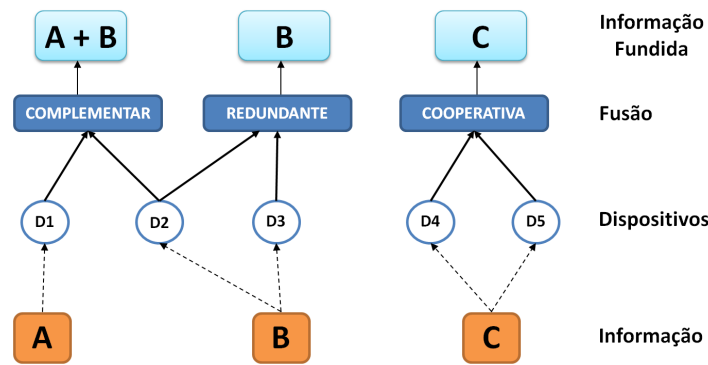 A + B
B
C
Informação
Fundida
COMPLEMENTAR
REDUNDANTE
COOPERATIVA
Fusão
D1
D2
D3
D4
D5
Dispositivos
A
B
C
Informação